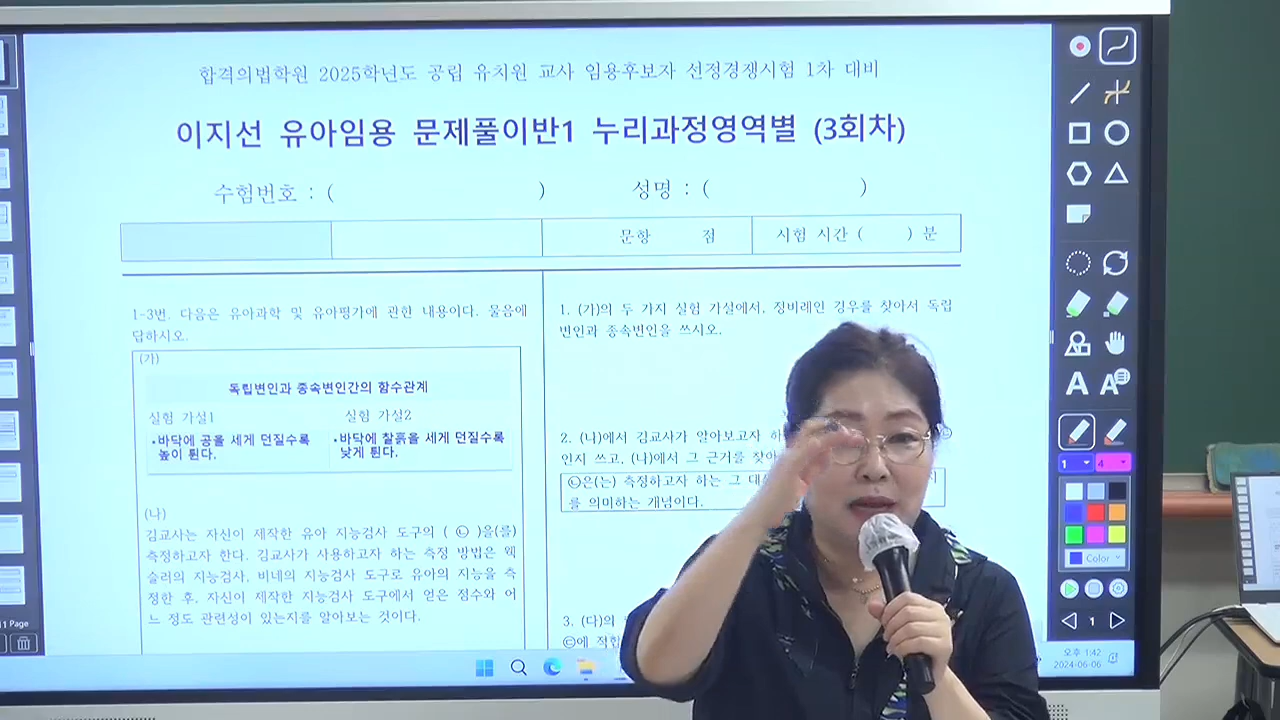 합격의법학원 2025학년도 공립 유치원 교사 임용후보자 선정경쟁시험 1차 대비
이지선 유아임용 문제풀이반1 누리과정영역별 (3회차)
수험번호 : ( ) 성명 : ( )
문항 점 시험 시간 ( ) 분
1-3번. 다음은 유아과학 및 유아평가에 관한 내용이다. 물음에
답하시오.
(가)
독립변인과 종속변인간의 함수관계
실험 가설1 실험 가설2
•바닥에 공을 세게 던질수록
높이 튄다.
•바닥에 찰흙을 세게 던질수록
낮게 튄다.
(나)
김교사는 자신이 제작한 유아 지능검사 도구의 ( ㉡ )을(를)
측정하고자 한다. 김교사가 사용하고자 하는 측정 방법은 웩
슬러의 지능검사, 비네의 지능검사 도구로 유아의 지능을 측
정한 후, 자신이 제작한 지능검사 도구에서 얻은 점수와 어
느 정도 관련성이 있는지를 알아보는 것이다.
1. (가)의 두 가지 실험 가설에서, 정비례인 경우를 찾아서 독립
변인과 종속변인을 쓰시오.
2. (나)에서 김교사가 알아보고자 하
인지 쓰고, (나)에서 그 근거를 찾아
㉡은(는) 측정하고자 하는 그 대상
를 의미하는 개념이다.
3. (다)의
㉢에 적합
1 Page
A A
1 4
Color
1
오후 1:42
2024-06-06